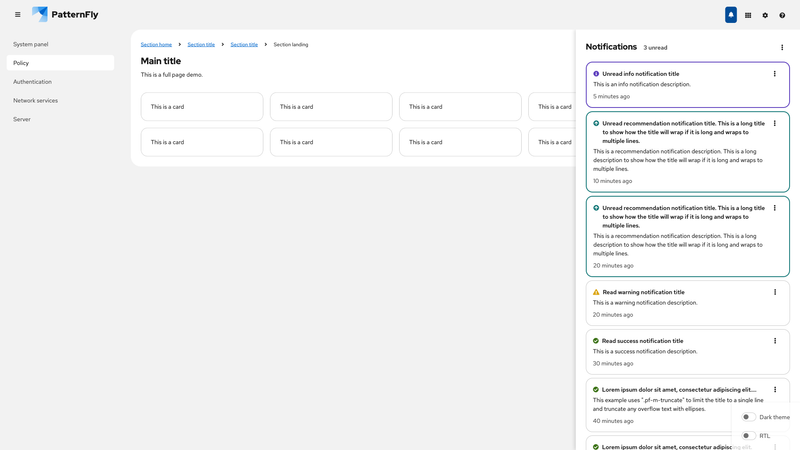 PatternFly
System panel
Policy
Authentication
Network services
Server
Section home
Section title
Section title
Section landing
Main title
This is a full page demo.
This is a card
This is a card
This is a card
This is a card
This is a card
This is a card
This is a card
This is a card
Notifications
3 unread
Unread info notification title
This is an info notification description.
5 minutes ago
Unread recommendation notification title. This is a long title
to show how the title will wrap if it is long and wraps to
multiple lines.
This is a recommendation notification description. This is a long
description to show how the title will wrap if it is long and wraps to
multiple lines.
10 minutes ago
Unread recommendation notification title. This is a long title
to show how the title will wrap if it is long and wraps to
multiple lines.
This is a recommendation notification description. This is a long
description to show how the title will wrap if it is long and wraps to
multiple lines.
20 minutes ago
Read warning notification title
This is a warning notification description.
20 minutes ago
Read success notification title
This is a success notification description.
30 minutes ago
Lorem ipsum dolor sit amet, consectetur adipiscing elit....
This example uses ".pf-m-truncate" to limit the title to a single line
and truncate any overflow text with ellipses.
40 minutes ago
Lorem ipsum dolor sit amet, consectetur adipiscing elit.
Dark theme
RTL